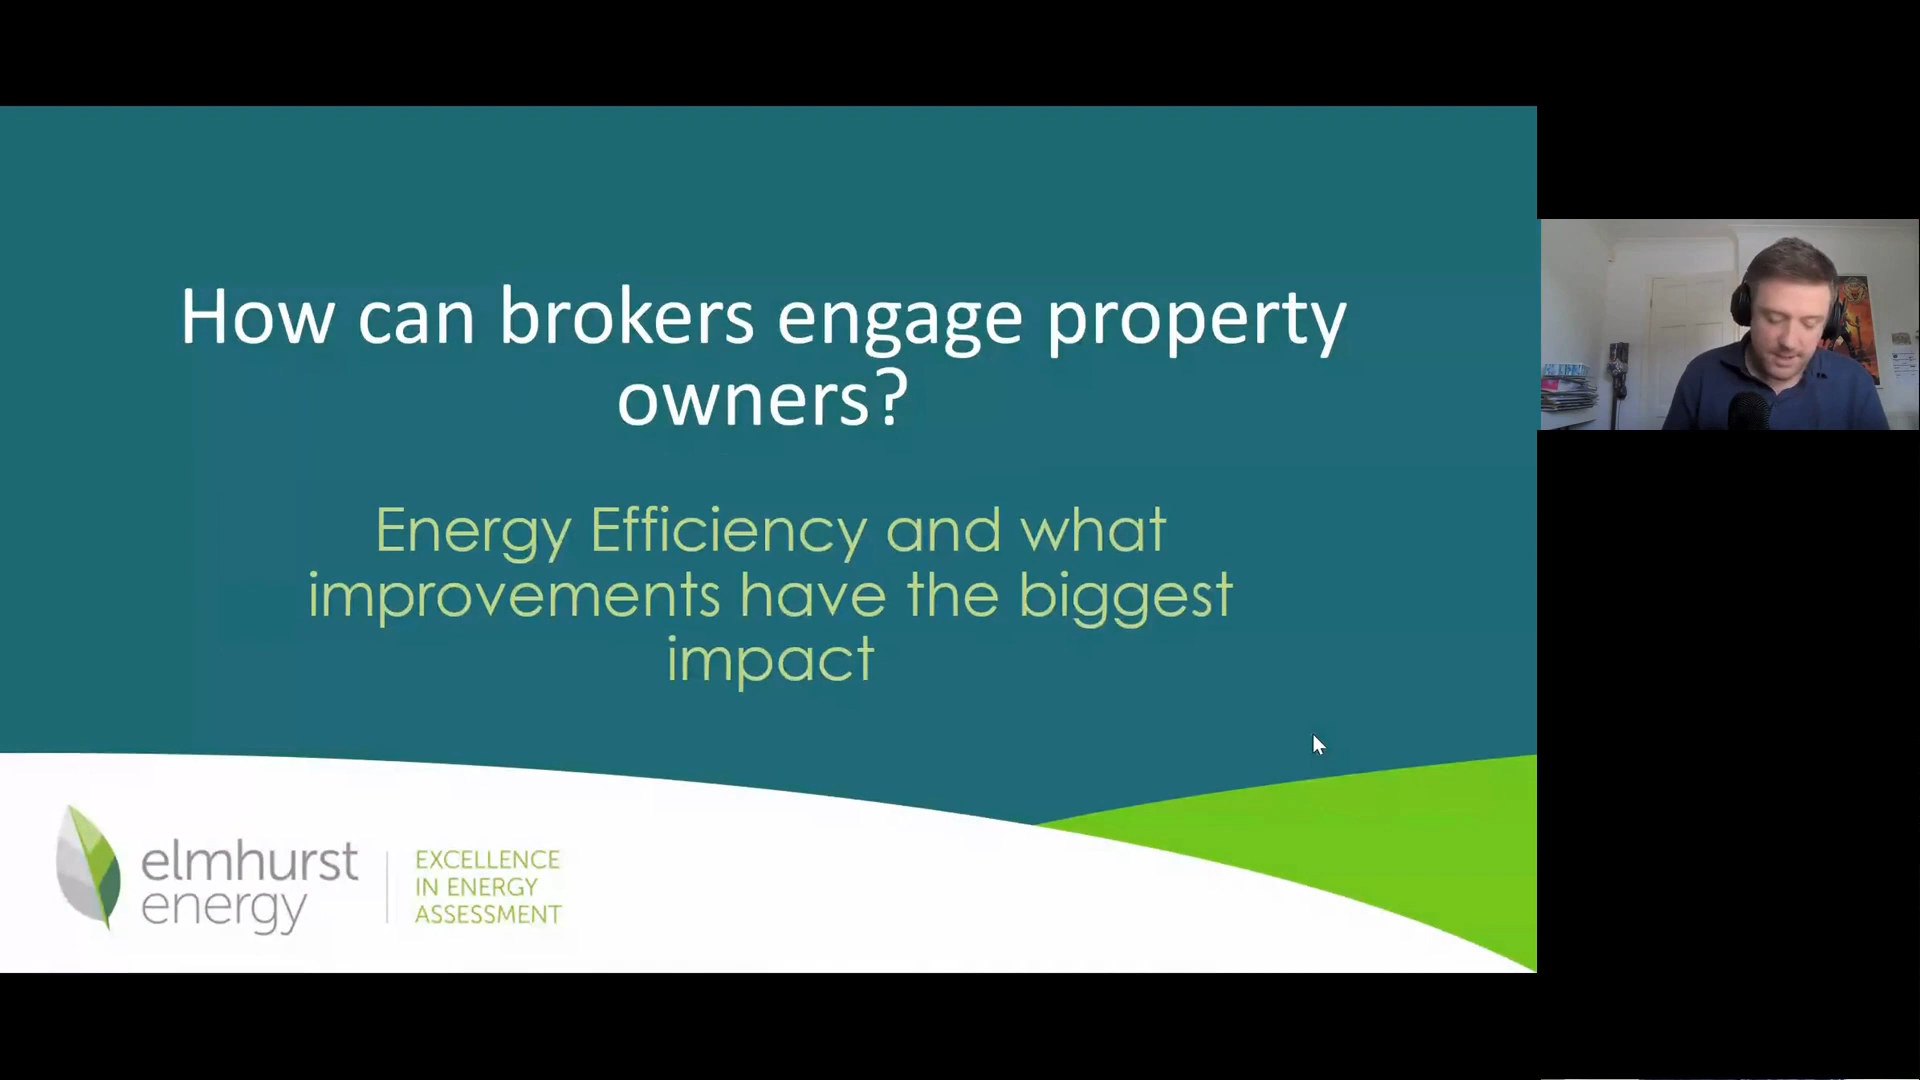 How can brokers engage property
owners?
Energy Efficiency and what
improvements have the biggest
impact
elmhurst
energy
EXCELLENCE
IN ENERGY
ASSESSMENT